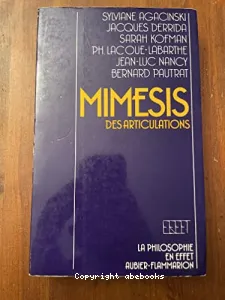 SYLVIANE AGACINSKI
JACQUES DERRIDA
SARAH KOFMAN
PH. LACOUE-LABARTHE
JEAN-LUC NANCY
BERNARD PAUTRAT
MIMESIS
DES ARTICULATIONS
EFFET
LA PHILOSOPHIE
EN EFFET
AUBIER-FLAMMARION
Copyright abebooks